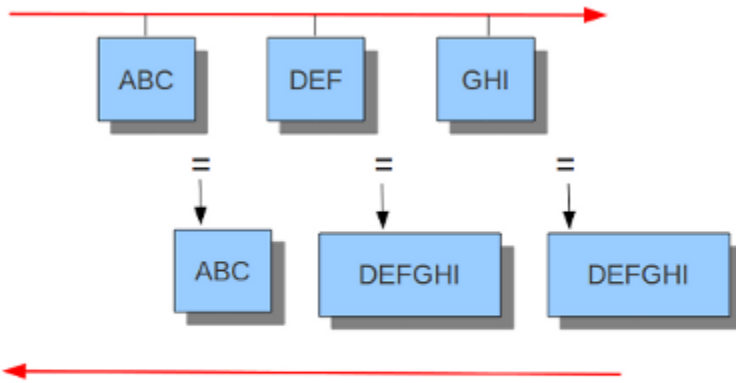 ABC DEF GHI
= = =
ABC DEFGHI DEFGHI